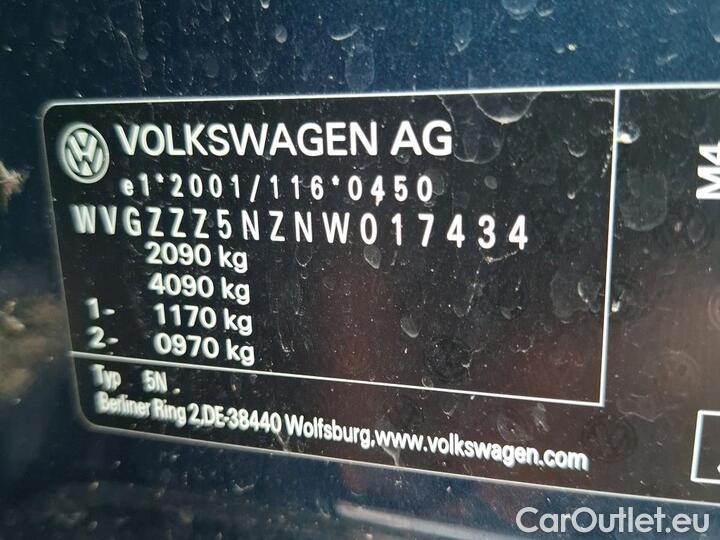 VOLKSWAGEN AG
e1*2001/116*0450
WVGZZZ5NZNW017434
2090 kg
4090 kg
1- 1170 kg
2- 0970 kg
Typ 5N
Berliner Ring 2,DE-38440 Wolfsburg,www.volkswagen.com
M4
CarOutlet.eu